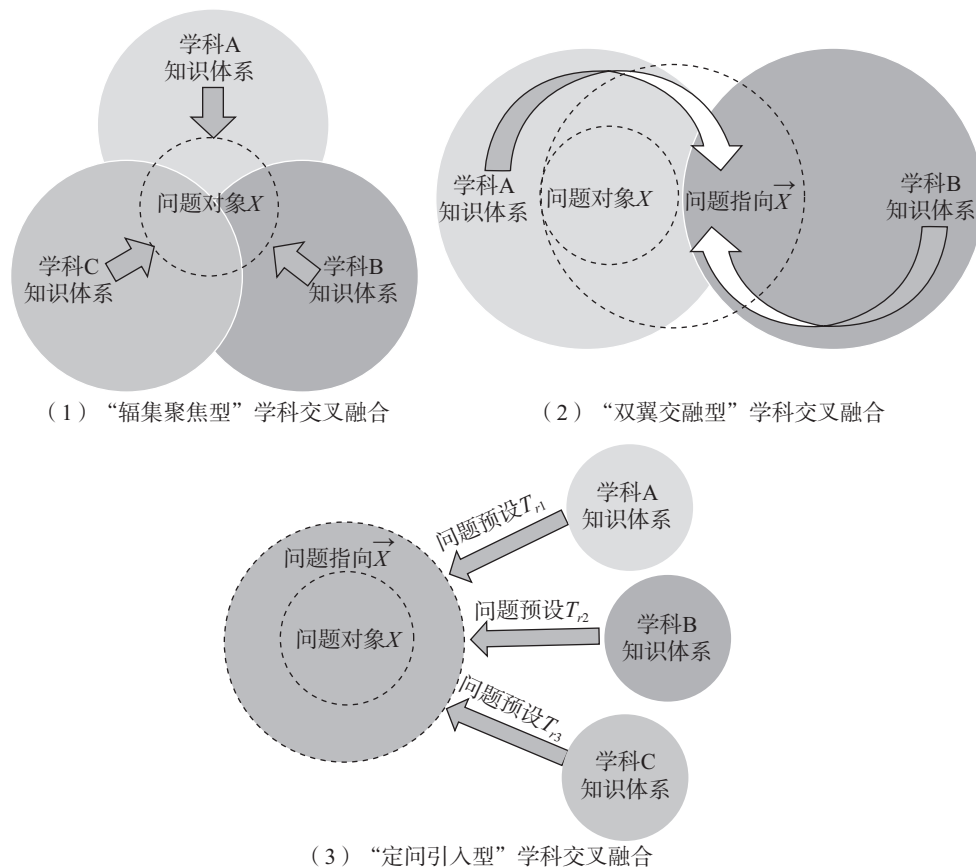 学科A
知识体系
问题对象X
学科C
知识体系
学科B
知识体系
（1）“辐集聚焦型”学科交叉融合
学科A
知识体系
问题对象X
问题指向X⃗
学科B
知识体系
（2）“双翼交融型”学科交叉融合
问题指向X⃗
问题对象X
问题预设Tr1
学科A
知识体系
问题预设Tr2
学科B
知识体系
问题预设Tr3
学科C
知识体系
（3）“定问引入型”学科交叉融合